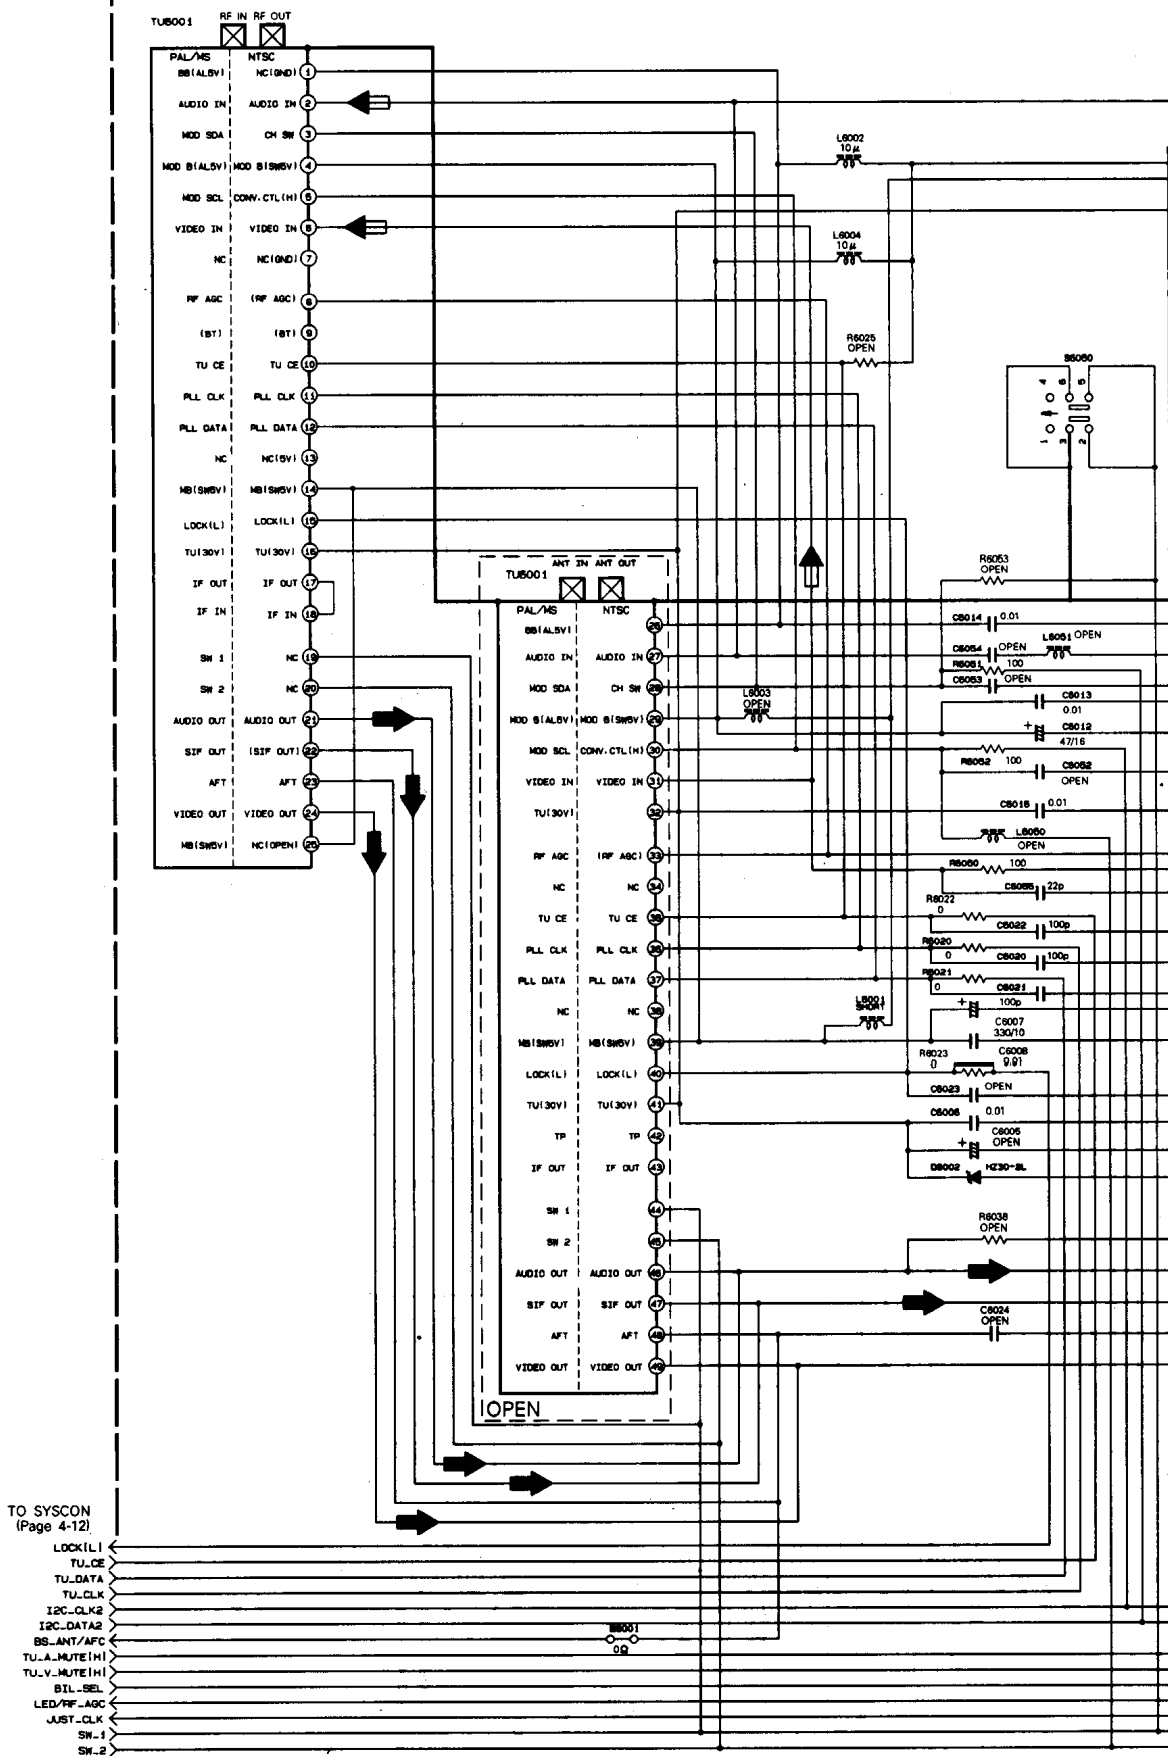 TU6001
RF IN RF OUT
PAL/MS NTSC
BB(AL5V) NC(GND) 1
AUDIO IN AUDIO IN 2
MOD SDA CH SW 3
MOD B(AL5V) MOD B(SW5V) 4
MOD SCL CONV.CTL(H) 5
VIDEO IN VIDEO IN 6
NC NC(GND) 7
RF AGC (RF AGC) 8
(BT) (BT) 9
TU CE TU CE 10
PLL CLK PLL CLK 11
PLL DATA PLL DATA 12
NC NC(5V) 13
MB(SW5V) MB(SW5V) 14
LOCK(L) LOCK(L) 15
TU(30V) TU(30V) 16
IF OUT IF OUT 17
IF IN IF IN 18
SW 1 NC 19
SW 2 NC 20
AUDIO OUT AUDIO OUT 21
SIF OUT (SIF OUT) 22
AFT AFT 23
VIDEO OUT VIDEO OUT 24
MB(SW5V) NC(OPEN) 25
L6002
10μ
L6004
10μ
R6025
OPEN
S6060
4 6 5
1 3 2
ANT IN ANT OUT
TU6001
PAL/MS NTSC
BB(AL5V) 26
AUDIO IN AUDIO IN 27
MOD SDA CH SW 28
MOD B(AL5V) MOD B(SW5V) 29
MOD SCL CONV.CTL(H) 30
VIDEO IN VIDEO IN 31
TU(30V) 32
RF AGC (RF AGC) 33
NC NC 34
TU CE TU CE 35
PLL CLK PLL CLK 36
PLL DATA PLL DATA 37
NC NC 38
MB(SW5V) MB(SW5V) 39
LOCK(L) LOCK(L) 40
TU(30V) TU(30V) 41
TP TP 42
IF OUT IF OUT 43
SW 1 44
SW 2 45
AUDIO OUT AUDIO OUT 46
SIF OUT SIF OUT 47
AFT AFT 48
VIDEO OUT VIDEO OUT 49
OPEN
L6003
OPEN
L6001
SHORT
R6053
OPEN
C6014 0.01
C6054 OPEN L6051 OPEN
R6051 100
C6053 OPEN
C6013
0.01
+ C6012
47/16
R6052 100
C6052
OPEN
C6015 0.01
L6060
OPEN
R6060 100
C6055 22p
R6022
0
C6022 100p
R6020
0
C6020 100p
R6021
0
C6021
100p
+
C6007
330/10
R6023
0
C6008
0.01
C6023 OPEN
C6006 0.01
+ C6005
OPEN
D6002 HZ30-2L
R6038
OPEN
C6024
OPEN
TO SYSCON
(Page 4-12)
LOCK(L)
TU_CE
TU_DATA
TU_CLK
I2C_CLK2
I2C_DATA2
BS_ANT/AFC
B6001
0Ω
TU_A_MUTE(H)
TU_V_MUTE(H)
BIL_SEL
LED/RF_AGC
JUST_CLK
SW_1
SW_2